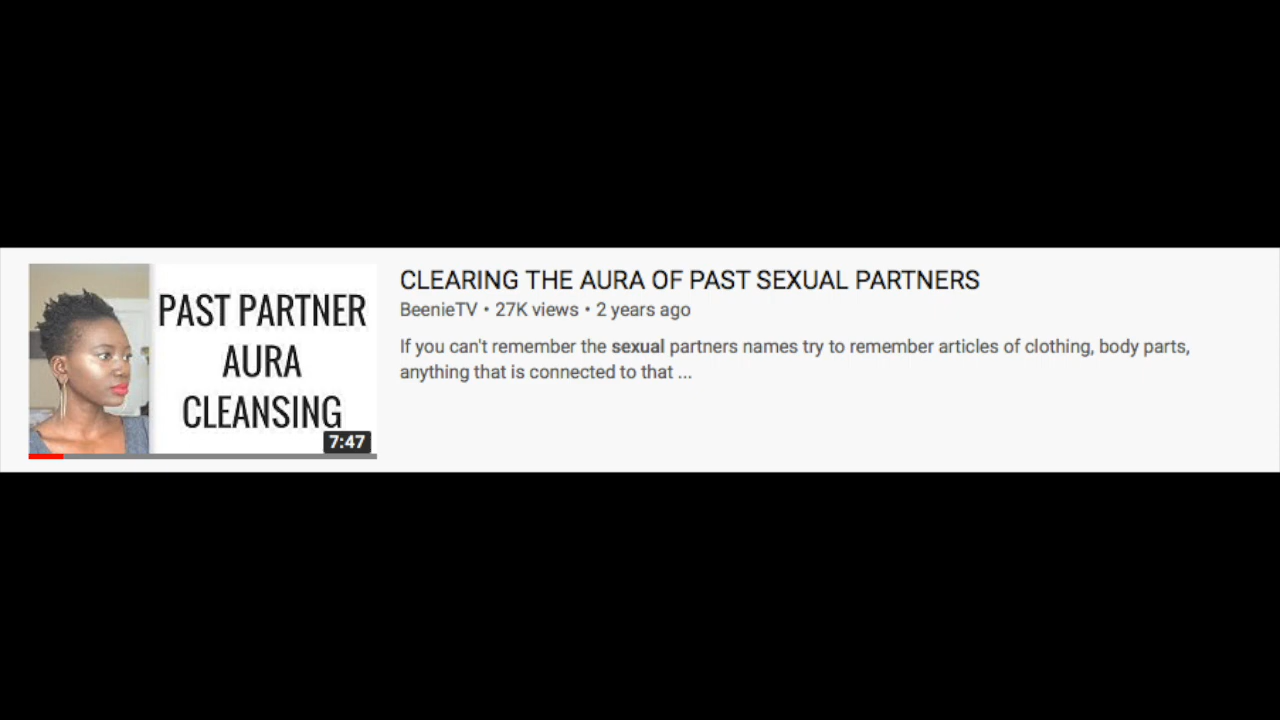 PAST PARTNER
AURA
CLEANSING
7:47
CLEARING THE AURA OF PAST SEXUAL PARTNERS
BeenieTV • 27K views • 2 years ago
If you can't remember the sexual partners names try to remember articles of clothing, body parts,
anything that is connected to that ...